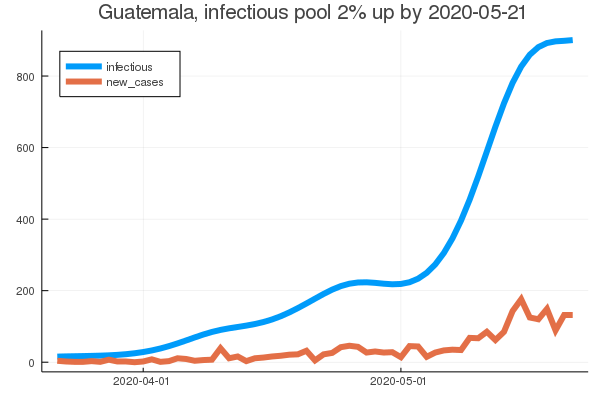 Guatemala, infectious pool 2% up by 2020-05-21
infectious
new_cases
800
600
400
200
0
2020-04-01
2020-05-01